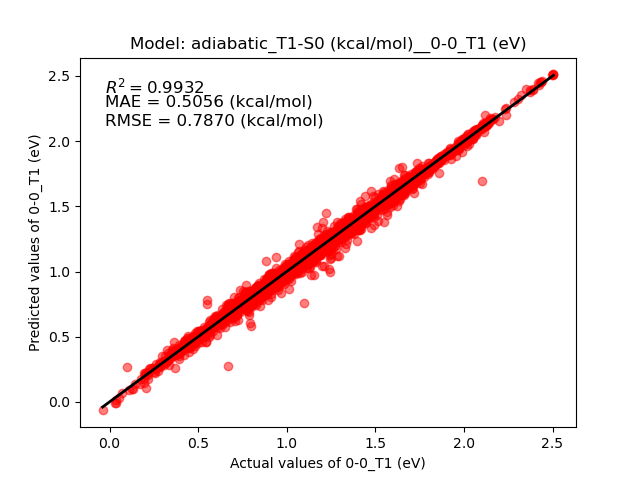 Model: adiabatic_T1-S0 (kcal/mol)__0-0_T1 (eV)
R² = 0.9932
MAE = 0.5056 (kcal/mol)
RMSE = 0.7870 (kcal/mol)
Predicted values of 0-0_T1 (eV)
2.5
2.0
1.5
1.0
0.5
0.0
0.0 0.5 1.0 1.5 2.0 2.5
Actual values of 0-0_T1 (eV)